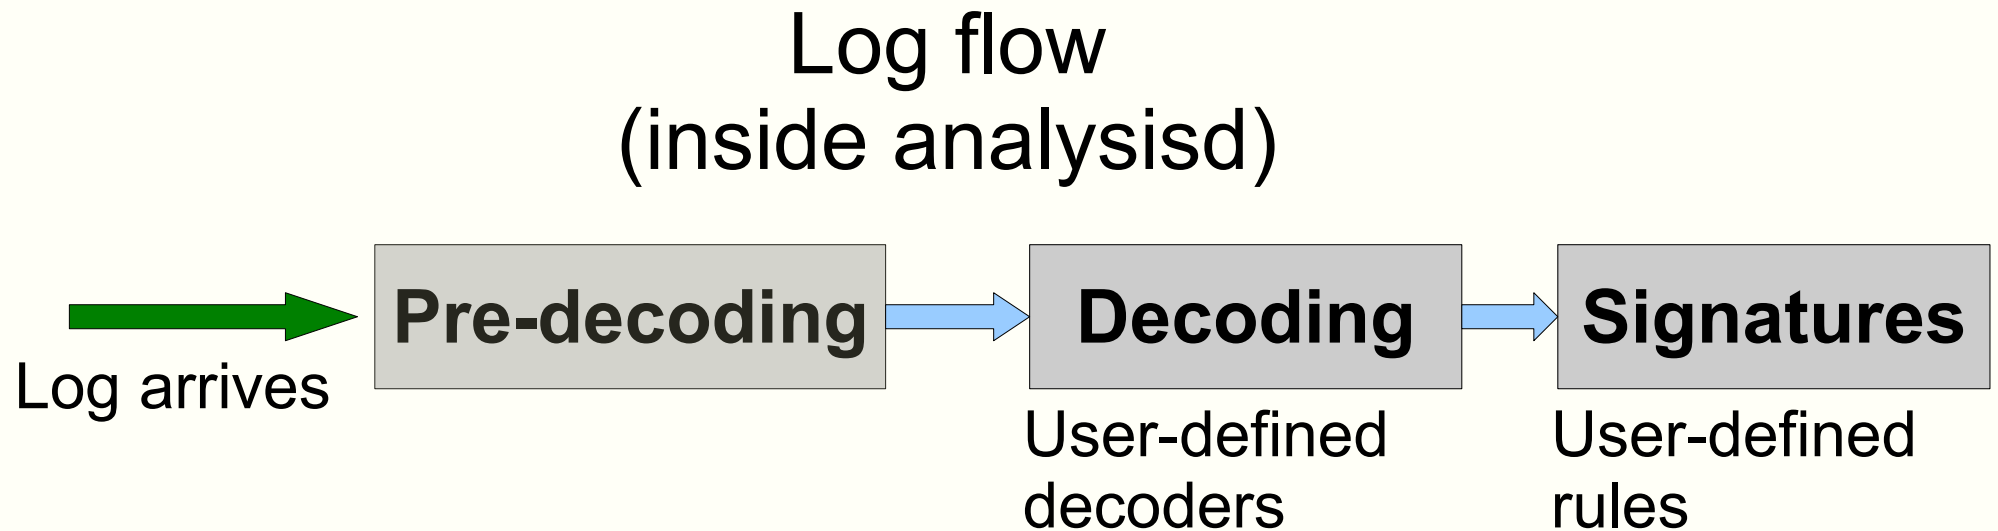 Log flow
(inside analysisd)
Pre-decoding
Decoding
Signatures
Log arrives
User-defined
decoders
User-defined
rules